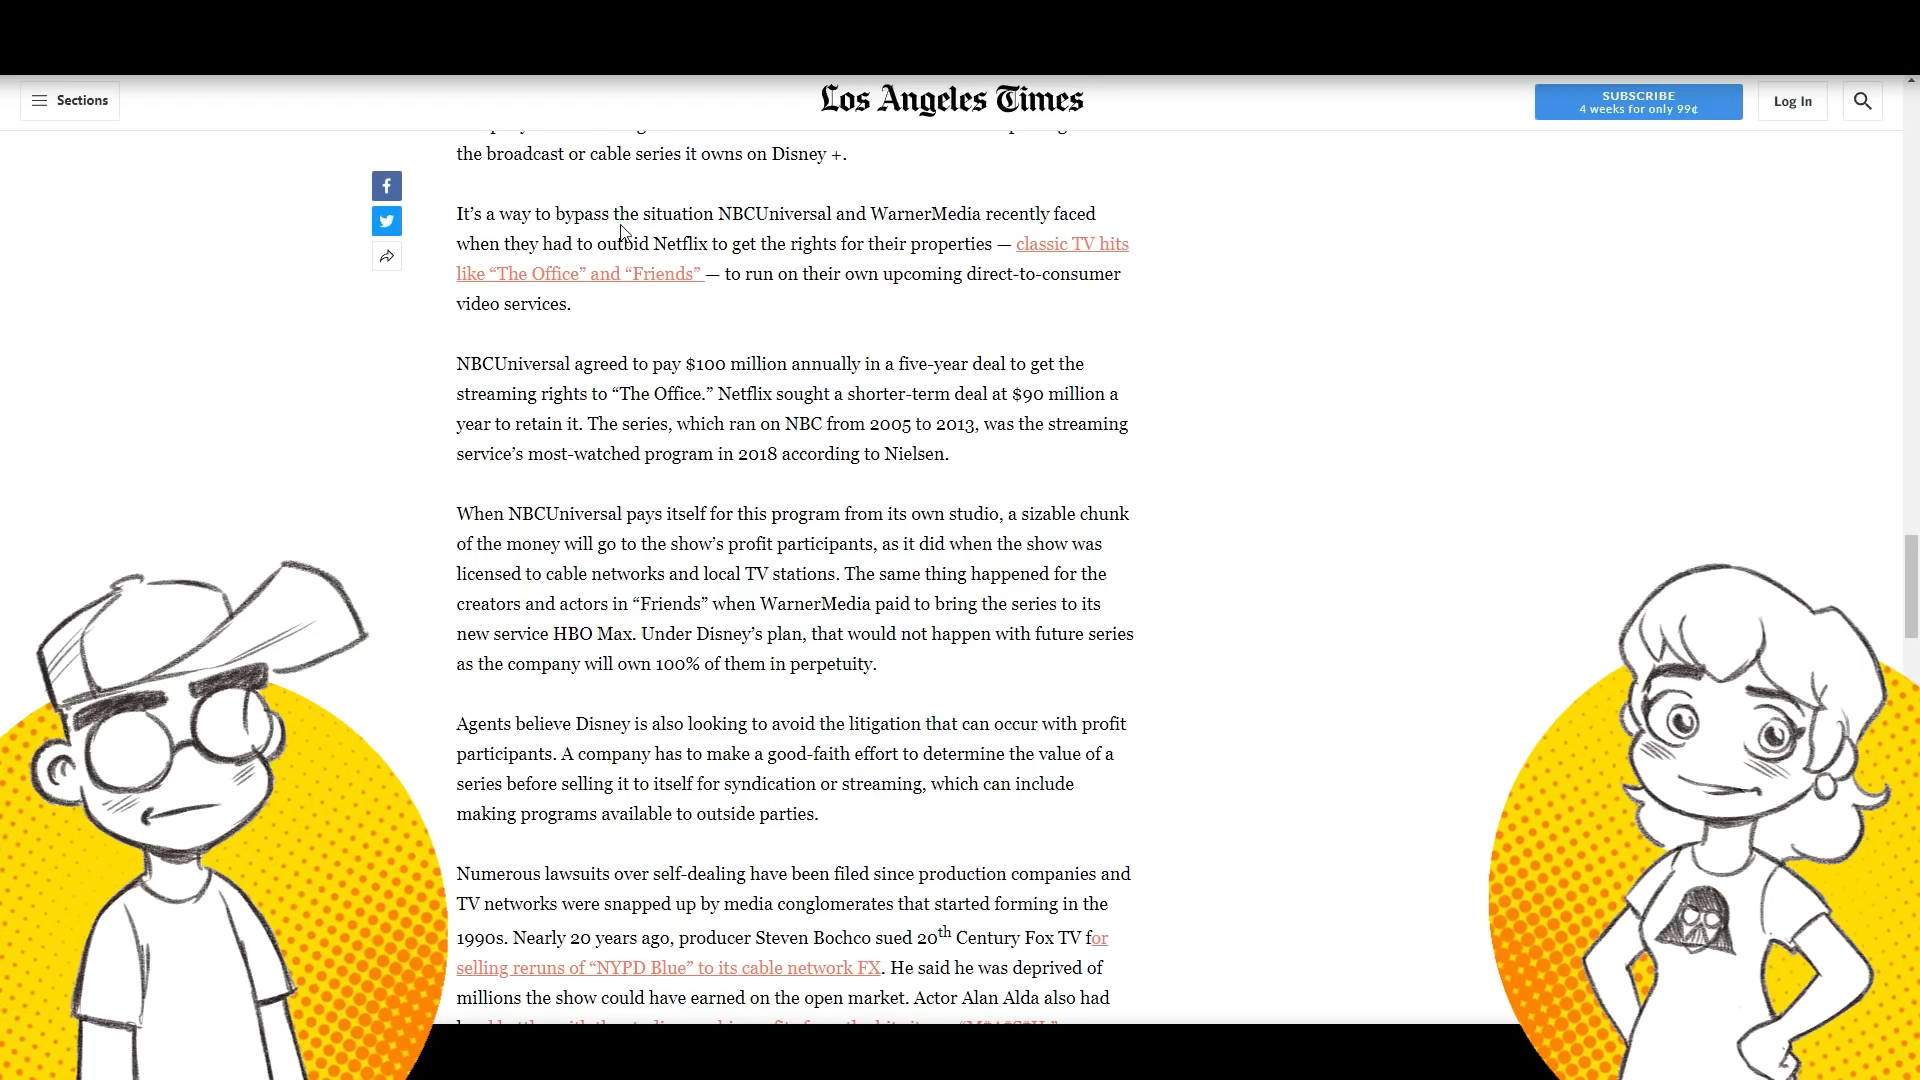 Sections
Los Angeles Times
SUBSCRIBE
4 weeks for only 99¢
Log In
the broadcast or cable series it owns on Disney +.
It’s a way to bypass the situation NBCUniversal and WarnerMedia recently faced
when they had to outbid Netflix to get the rights for their properties — classic TV hits
like “The Office” and “Friends” — to run on their own upcoming direct-to-consumer
video services.
NBCUniversal agreed to pay $100 million annually in a five-year deal to get the
streaming rights to “The Office.” Netflix sought a shorter-term deal at $90 million a
year to retain it. The series, which ran on NBC from 2005 to 2013, was the streaming
service’s most-watched program in 2018 according to Nielsen.
When NBCUniversal pays itself for this program from its own studio, a sizable chunk
of the money will go to the show’s profit participants, as it did when the show was
licensed to cable networks and local TV stations. The same thing happened for the
creators and actors in “Friends” when WarnerMedia paid to bring the series to its
new service HBO Max. Under Disney’s plan, that would not happen with future series
as the company will own 100% of them in perpetuity.
Agents believe Disney is also looking to avoid the litigation that can occur with profit
participants. A company has to make a good-faith effort to determine the value of a
series before selling it to itself for syndication or streaming, which can include
making programs available to outside parties.
Numerous lawsuits over self-dealing have been filed since production companies and
TV networks were snapped up by media conglomerates that started forming in the
1990s. Nearly 20 years ago, producer Steven Bochco sued 20th Century Fox TV for
selling reruns of “NYPD Blue” to its cable network FX. He said he was deprived of
millions the show could have earned on the open market. Actor Alan Alda also had